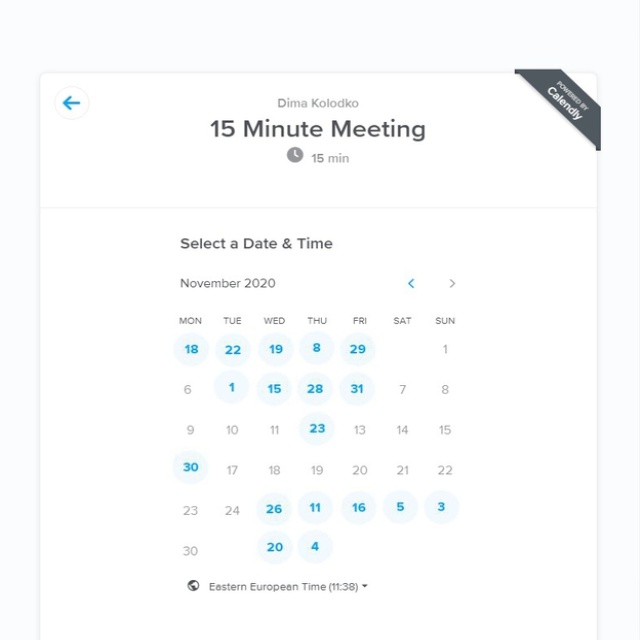 POWERED BY
Calendly
Dima Kolodko
15 Minute Meeting
15 min
Select a Date & Time
November 2020
MON TUE WED THU FRI SAT SUN
18 22 19 8 29 1
6 1 15 28 31 7 8
9 10 11 23 13 14 15
30 17 18 19 20 21 22
23 24 26 11 16 5 3
30 20 4
Eastern European Time (11:38)